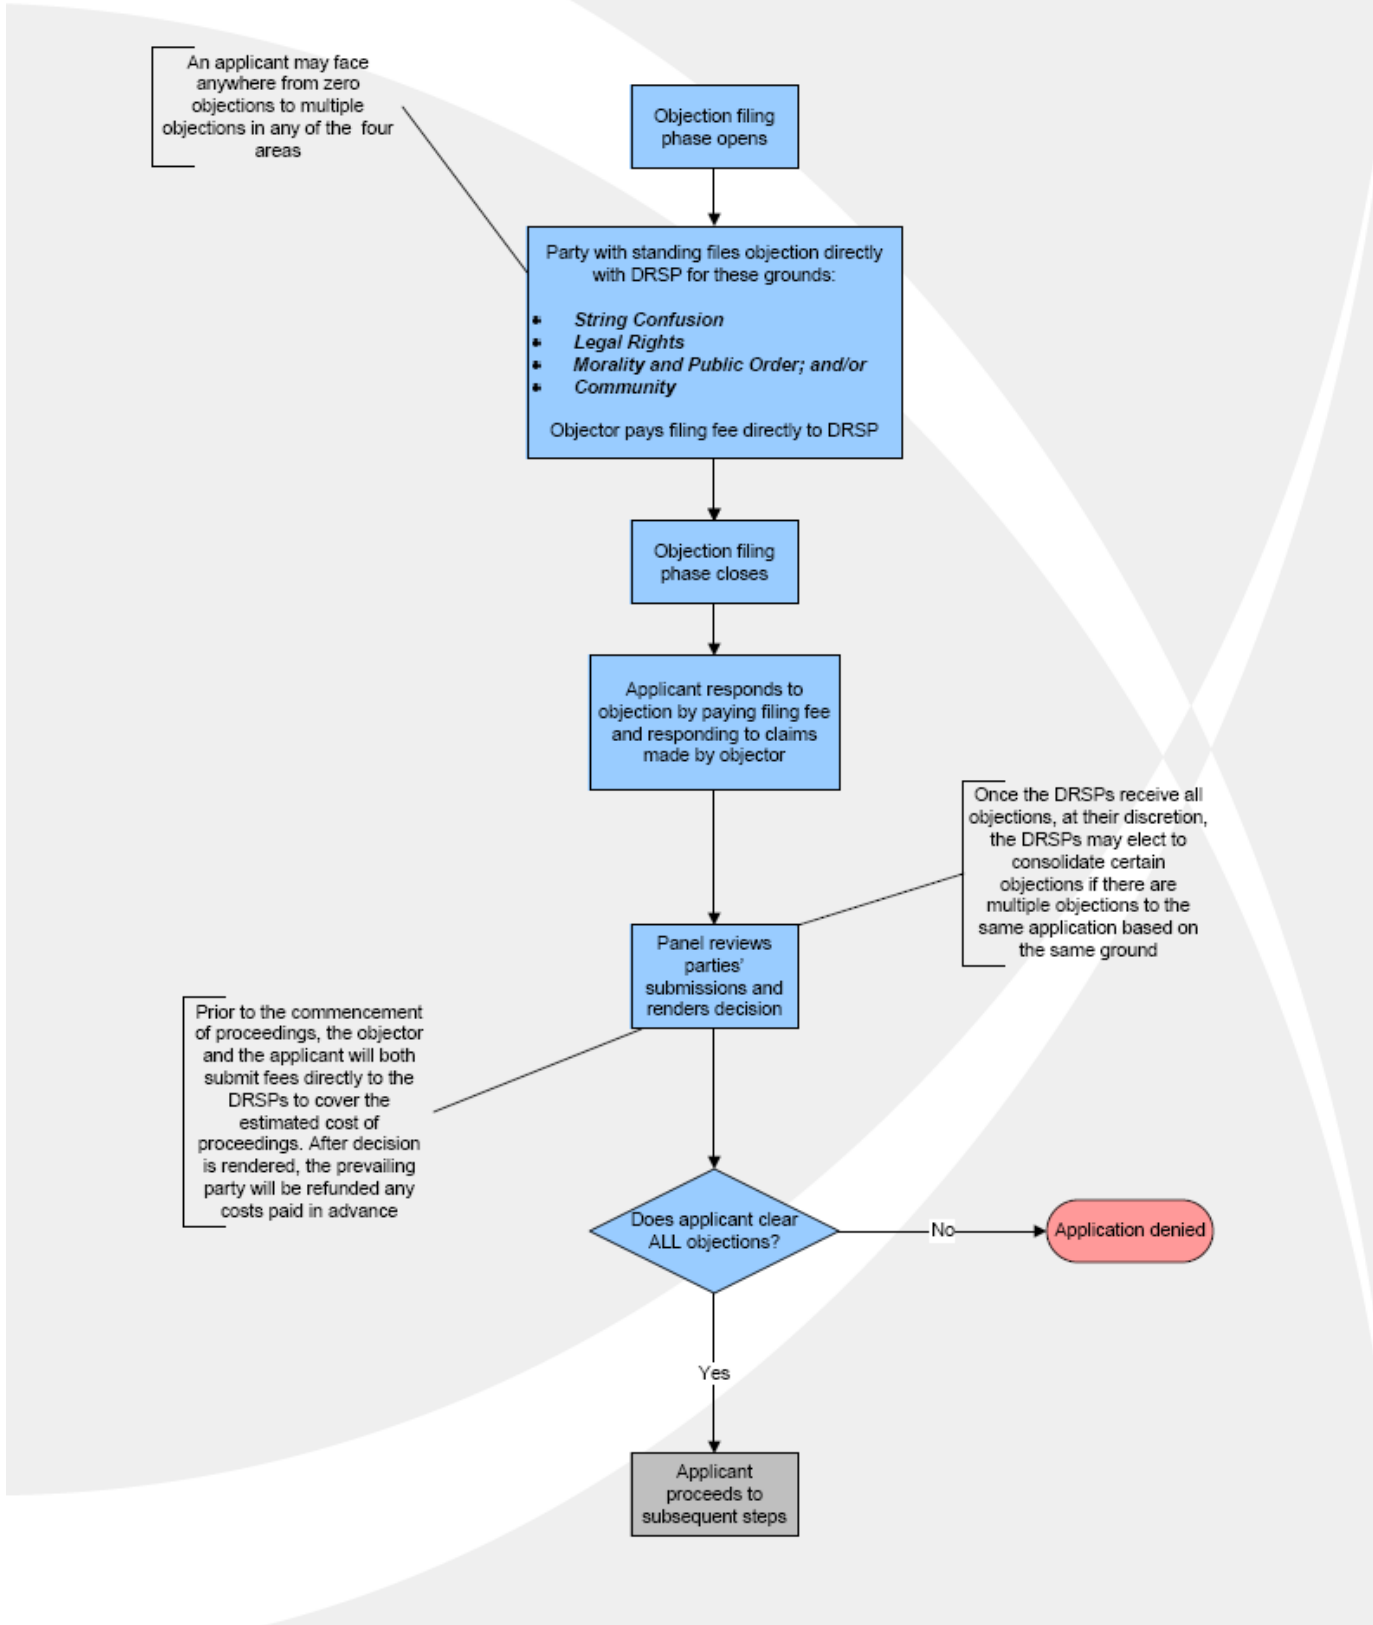 An applicant may face
anywhere from zero
objections to multiple
objections in any of the four
areas
Objection filing
phase opens
Party with standing files objection directly
with DRSP for these grounds:
• String Confusion
• Legal Rights
• Morality and Public Order; and/or
• Community
Objector pays filing fee directly to DRSP
Objection filing
phase closes
Applicant responds to
objection by paying filing fee
and responding to claims
made by objector
Once the DRSPs receive all
objections, at their discretion,
the DRSPs may elect to
consolidate certain
objections if there are
multiple objections to the
same application based on
the same ground
Panel reviews
parties'
submissions and
renders decision
Prior to the commencement
of proceedings, the objector
and the applicant will both
submit fees directly to the
DRSPs to cover the
estimated cost of
proceedings. After decision
is rendered, the prevailing
party will be refunded any
costs paid in advance
Does applicant clear
ALL objections?
No
Application denied
Yes
Applicant
proceeds to
subsequent steps